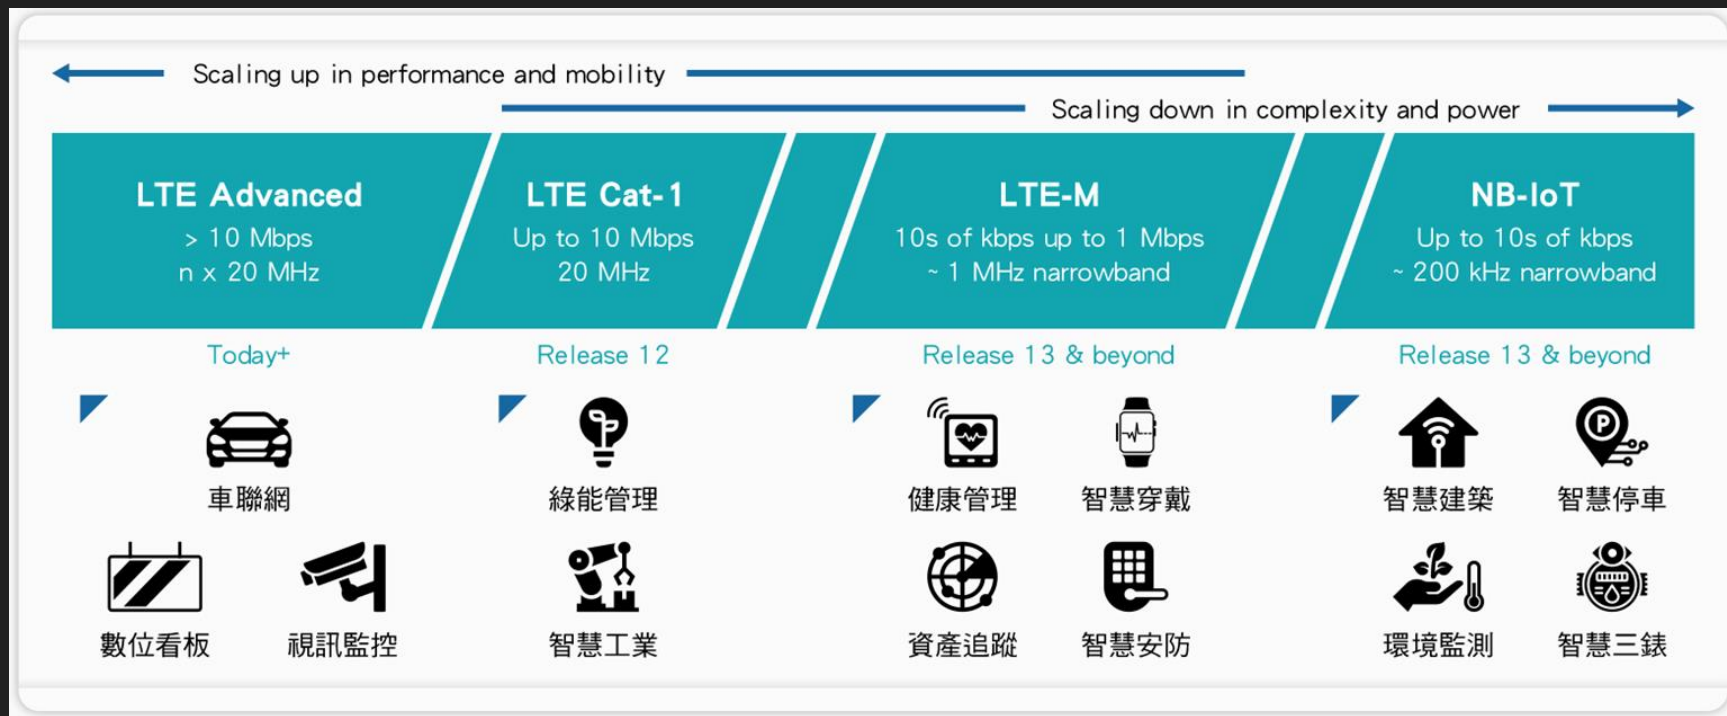 Scaling up in performance and mobility
Scaling down in complexity and power
LTE Advanced
> 10 Mbps
n x 20 MHz
LTE Cat-1
Up to 10 Mbps
20 MHz
LTE-M
10s of kbps up to 1 Mbps
~ 1 MHz narrowband
NB-IoT
Up to 10s of kbps
~ 200 kHz narrowband
Today+
Release 12
Release 13 & beyond
Release 13 & beyond
車聯網
數位看板
視訊監控
綠能管理
智慧工業
健康管理
智慧穿戴
資產追蹤
智慧安防
智慧建築
P
智慧停車
環境監測
智慧三錶